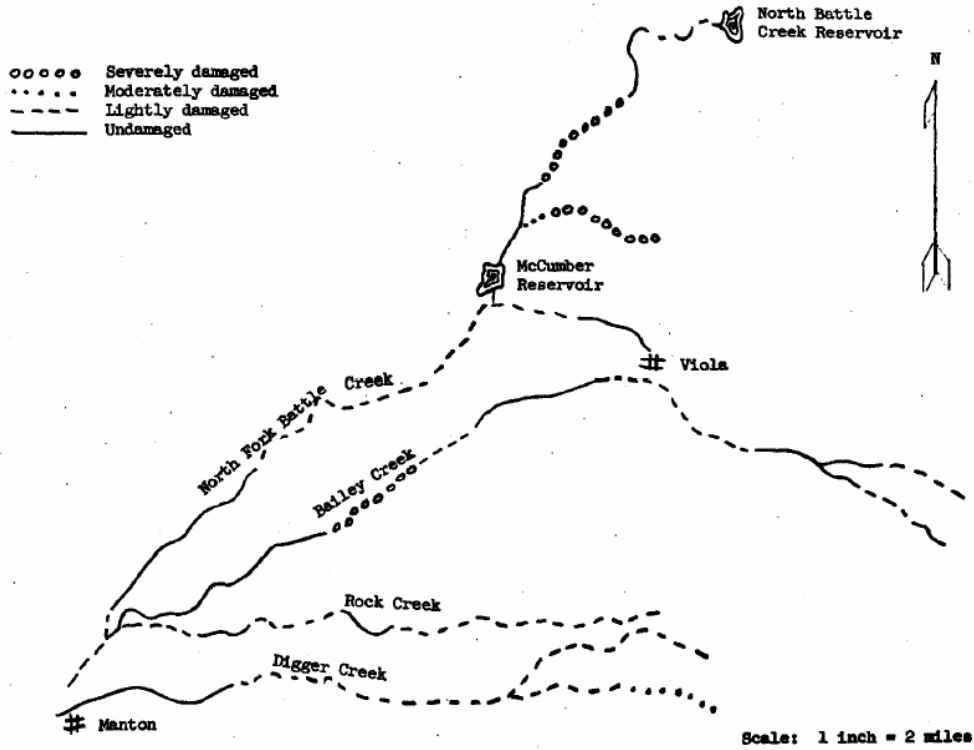 North Battle
Creek Reservoir
N
Severely damaged
Moderately damaged
Lightly damaged
Undamaged
McCumber
Reservoir
Viola
North Fork Battle Creek
Bailey Creek
Rock Creek
Digger Creek
Manton
Scale: 1 inch = 2 miles